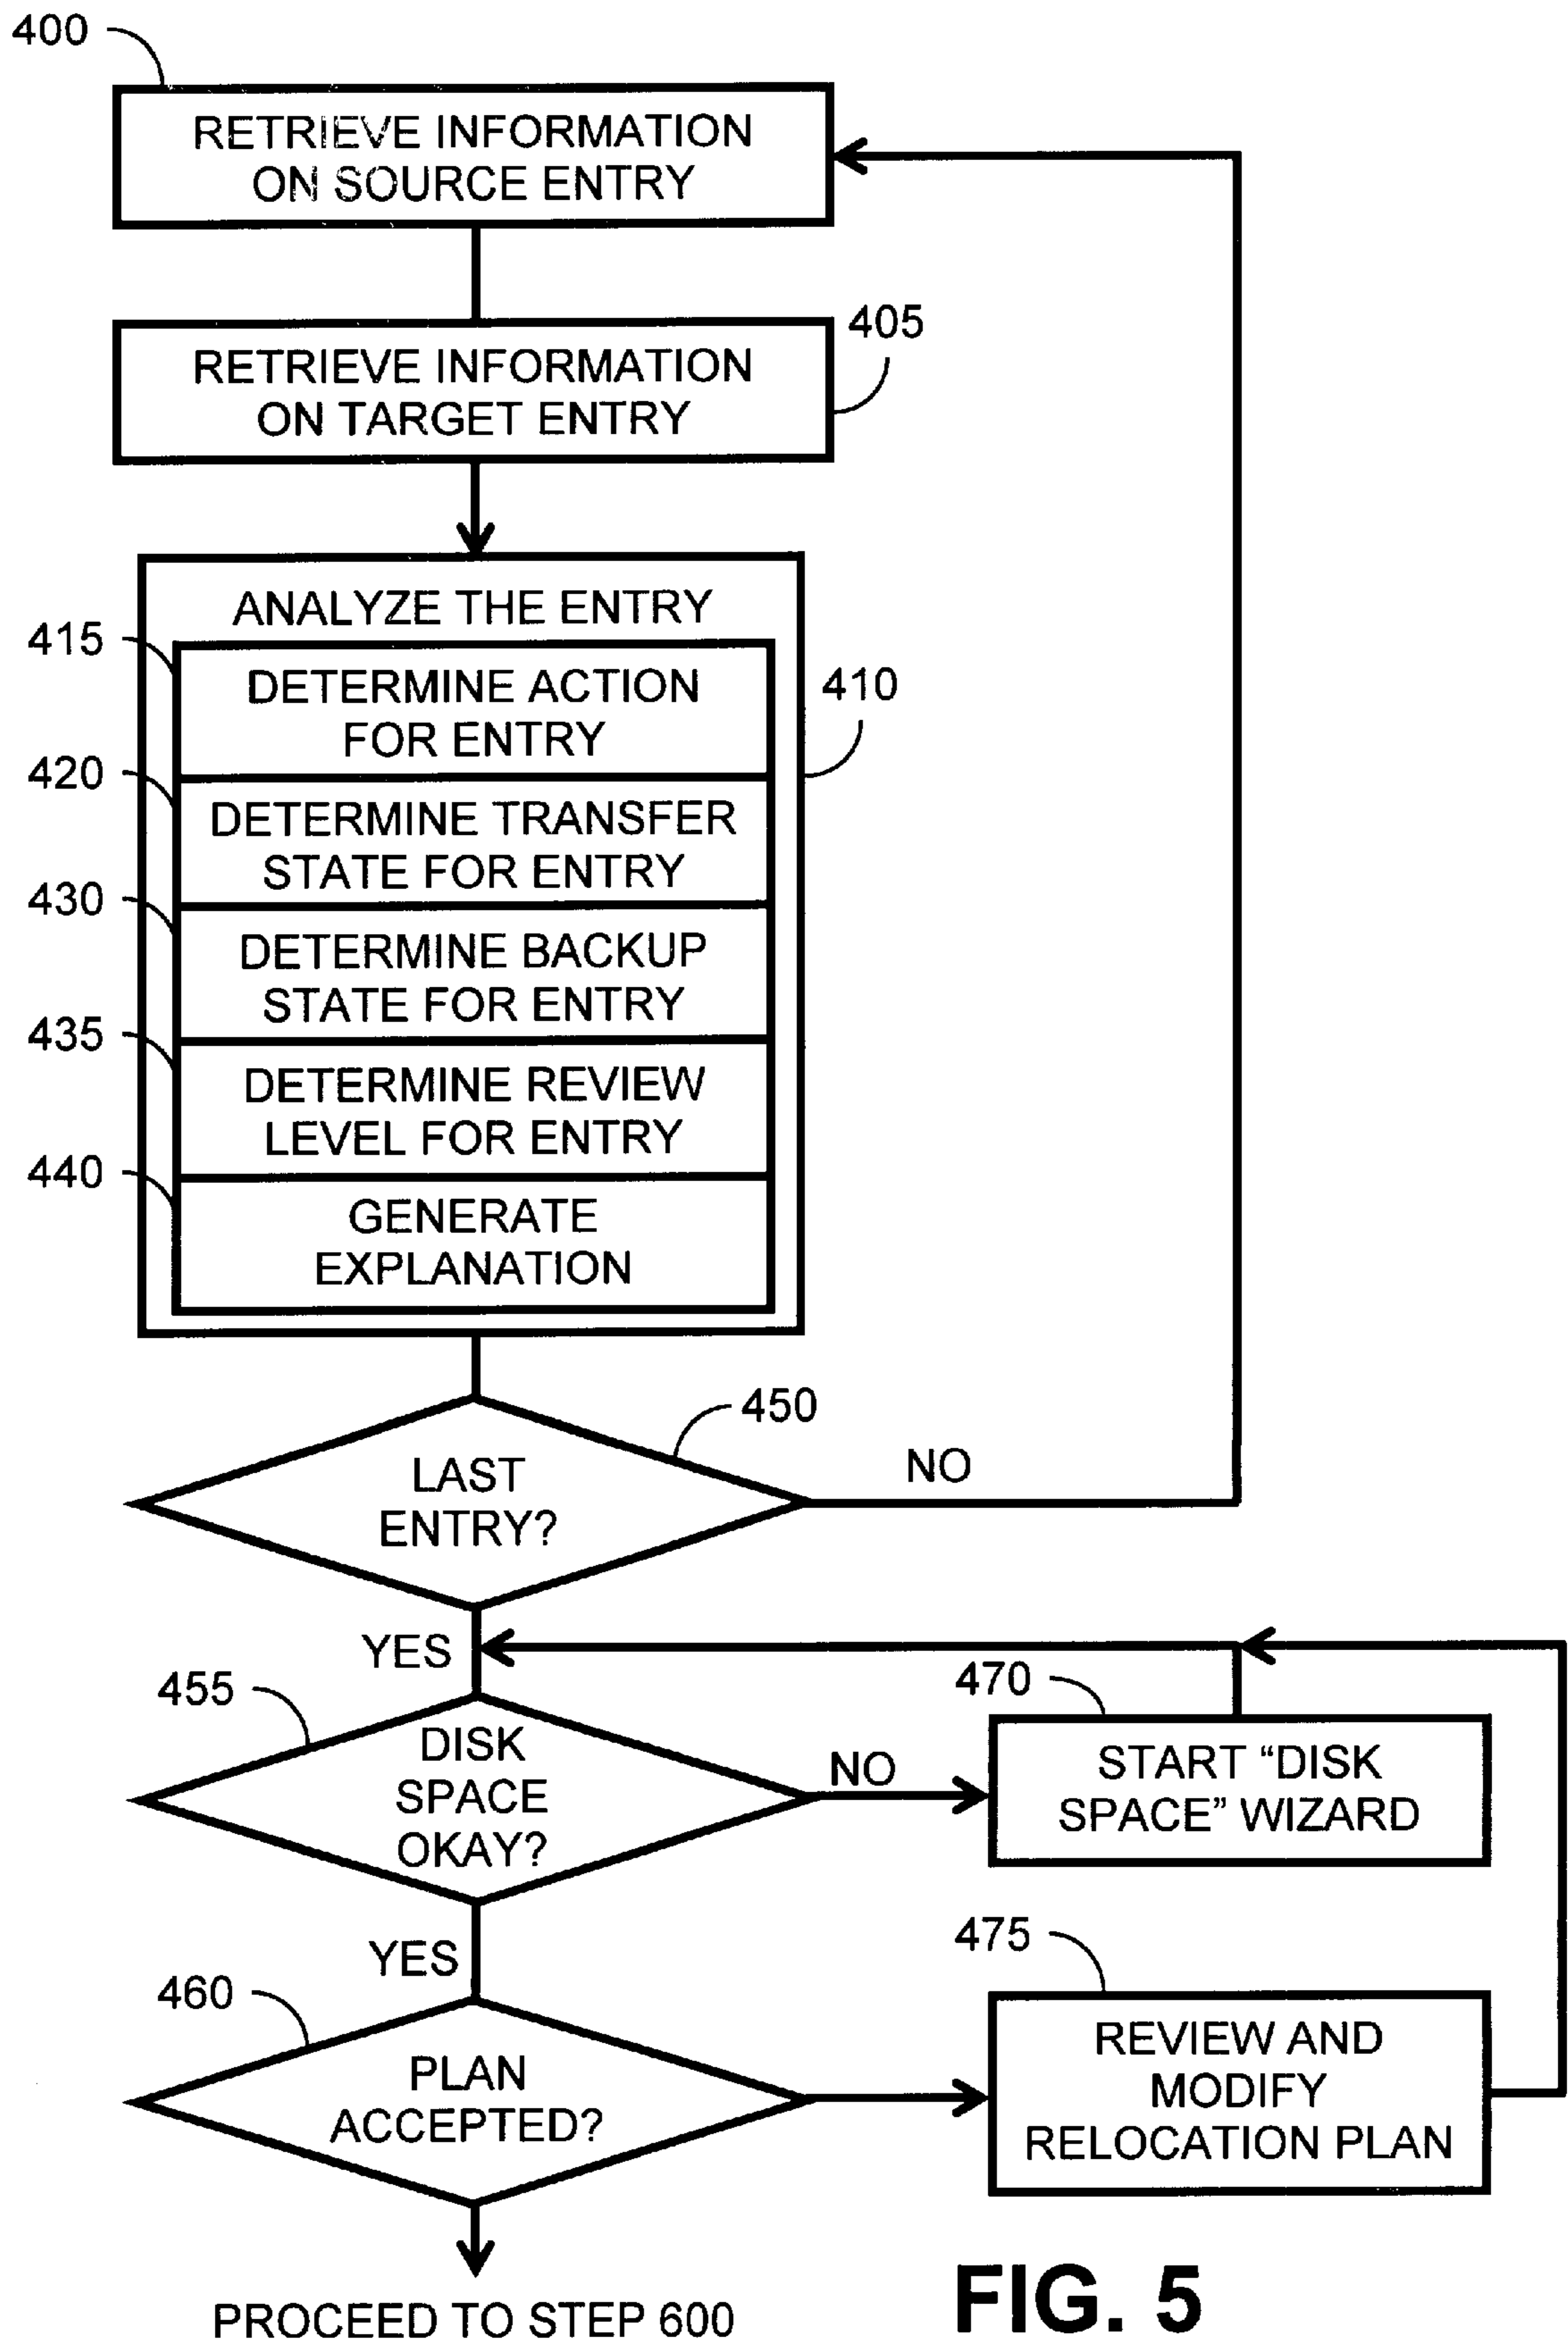 400
RETRIEVE INFORMATION
ON SOURCE ENTRY
405
RETRIEVE INFORMATION
ON TARGET ENTRY
ANALYZE THE ENTRY
415
DETERMINE ACTION
FOR ENTRY
410
420
DETERMINE TRANSFER
STATE FOR ENTRY
430
DETERMINE BACKUP
STATE FOR ENTRY
435
DETERMINE REVIEW
LEVEL FOR ENTRY
440
GENERATE
EXPLANATION
450
LAST
ENTRY?
NO
YES
455
DISK
SPACE
OKAY?
NO
470
START “DISK
SPACE” WIZARD
YES
460
PLAN
ACCEPTED?
475
REVIEW AND
MODIFY
RELOCATION PLAN
PROCEED TO STEP 600
FIG. 5